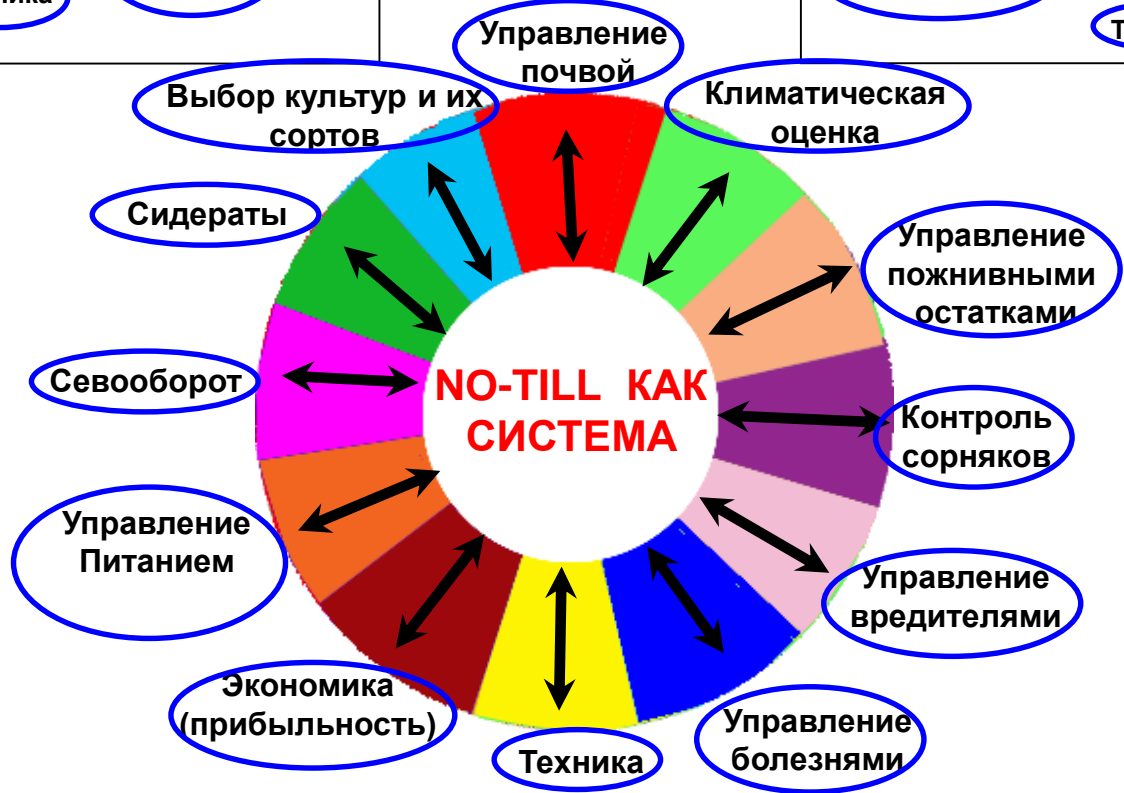 Управление
почвой
Выбор культур и их
сортов
Климатическая
оценка
Сидераты
Управление
пожнивными
остатками
Севооборот
NO-TILL КАК
СИСТЕМА
Контроль
сорняков
Управление
Питанием
Управление
вредителями
Экономика
(прибыльность)
Управление
болезнями
Техника